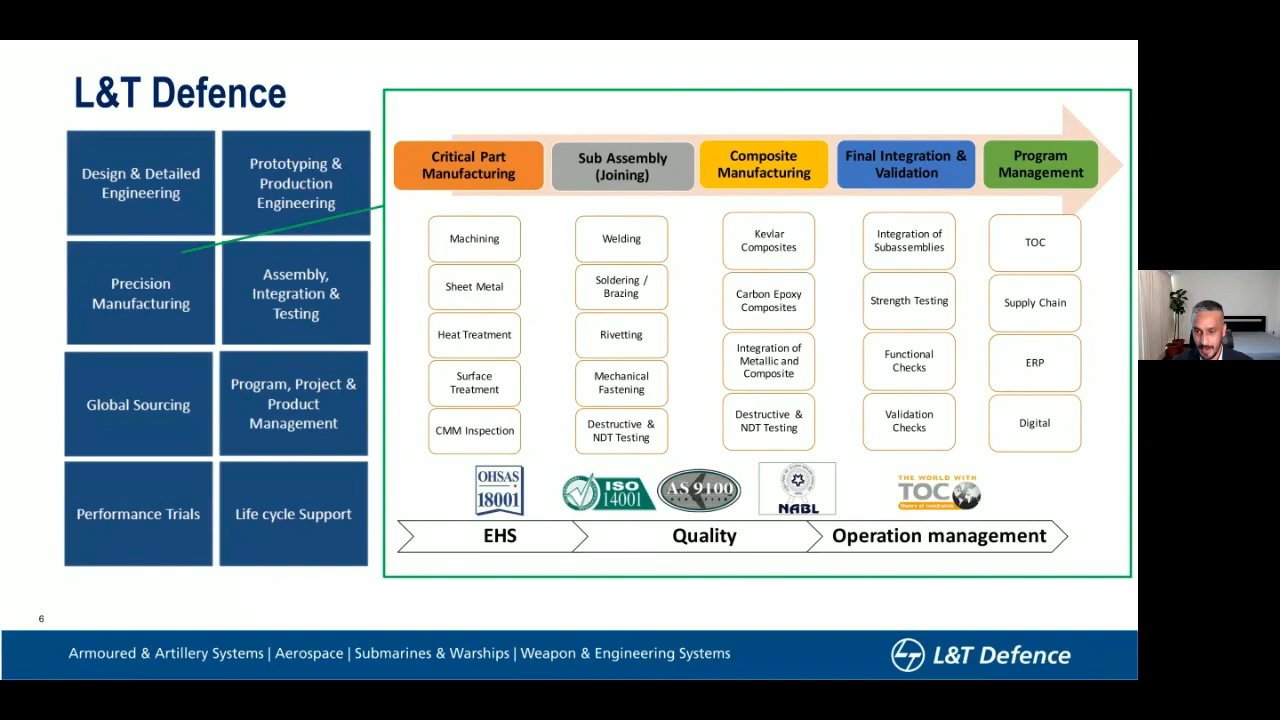 L&T Defence
Design & Detailed
Engineering
Prototyping &
Production
Engineering
Precision
Manufacturing
Assembly,
Integration &
Testing
Global Sourcing
Program, Project &
Product
Management
Performance Trials
Life cycle Support
Critical Part
Manufacturing
Sub Assembly
(Joining)
Composite
Manufacturing
Final Integration &
Validation
Program
Management
Machining
Sheet Metal
Heat Treatment
Surface
Treatment
CMM Inspection
Welding
Soldering /
Brazing
Rivetting
Mechanical
Fastening
Destructive &
NDT Testing
Kevlar
Composites
Carbon Epoxy
Composites
Integration of
Metallic and
Composite
Destructive &
NDT Testing
Integration of
Subassemblies
Strength Testing
Functional
Checks
Validation
Checks
TOC
Supply Chain
ERP
Digital
OHSAS
18001
ISO
14001
AS 9100
NABL
THE WORLD WITH
TOC
Theory of Constraints
EHS
Quality
Operation management
6
Armoured & Artillery Systems | Aerospace | Submarines & Warships | Weapon & Engineering Systems
L&T Defence